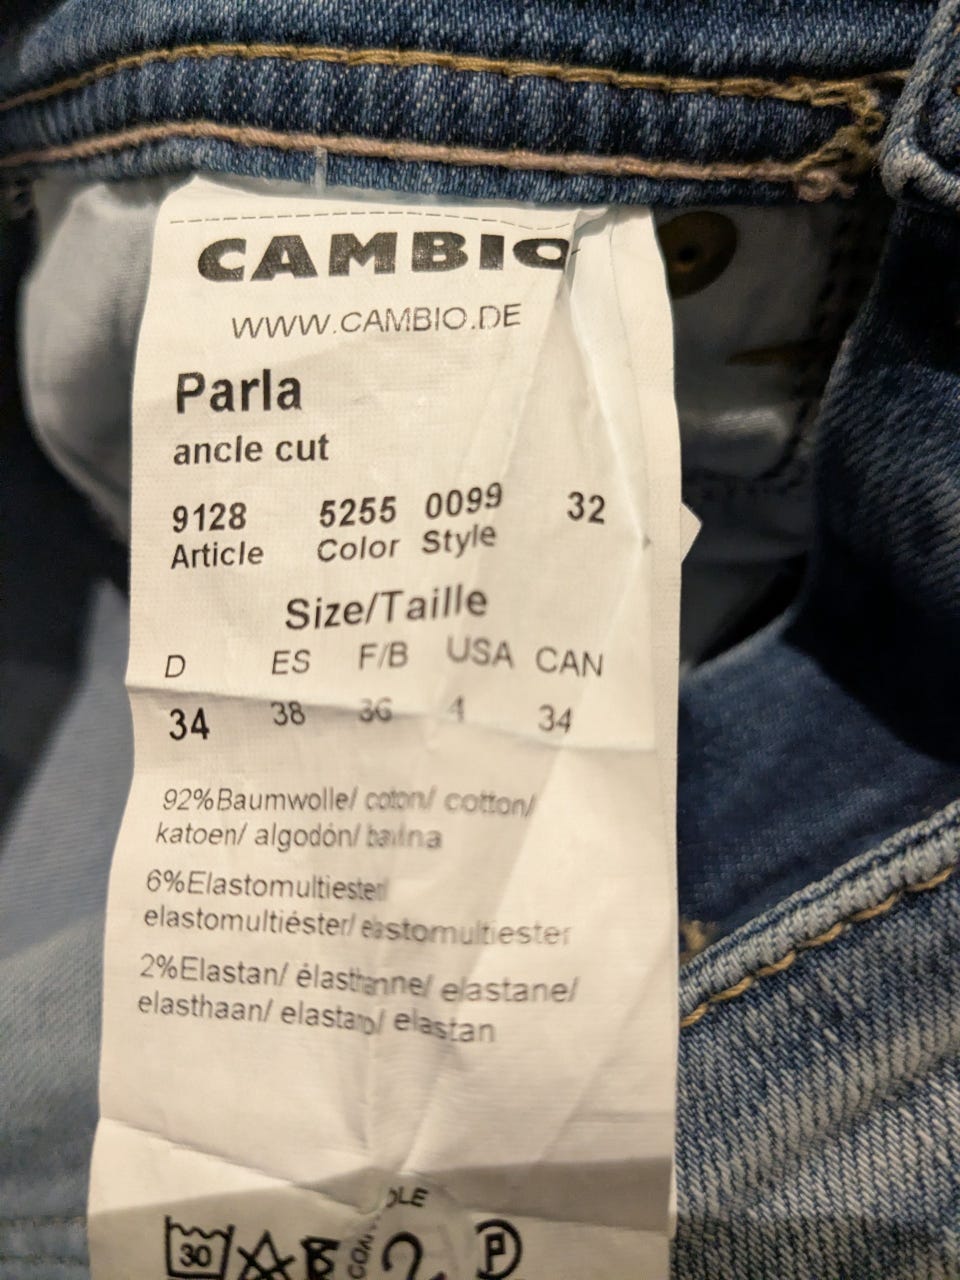 CAMBIO
WWW.CAMBIO.DE
Parla
ancle cut
9128 5255 0099 32
Article Color Style
Size/Taille
D ES F/B USA CAN
34 38 36 4 34
92%Baumwolle/ coton/ cotton/
katoen/ algodón/
6%Elastomultiester/
elastomultiéster/ elastomultiester
2%Elastan/ élasthanne/ elastane/
elasthaan/ elastano/ elastan
30
P